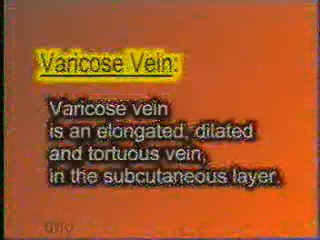 Varicose Vein:
Varicose vein
is an elongated, dilated
and tortuous vein,
in the subcutaneous layer.